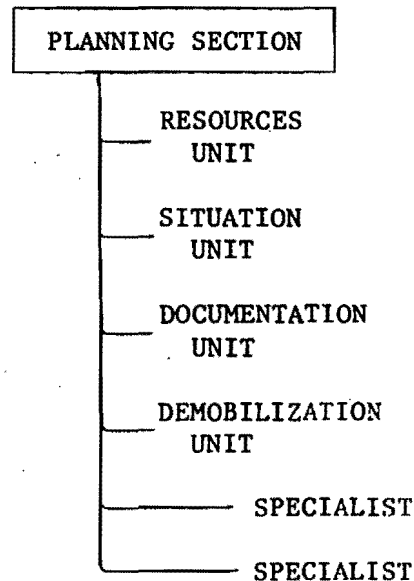 PLANNING SECTION
RESOURCES
UNIT
SITUATION
UNIT
DOCUMENTATION
UNIT
DEMOBILIZATION
UNIT
SPECIALIST
SPECIALIST